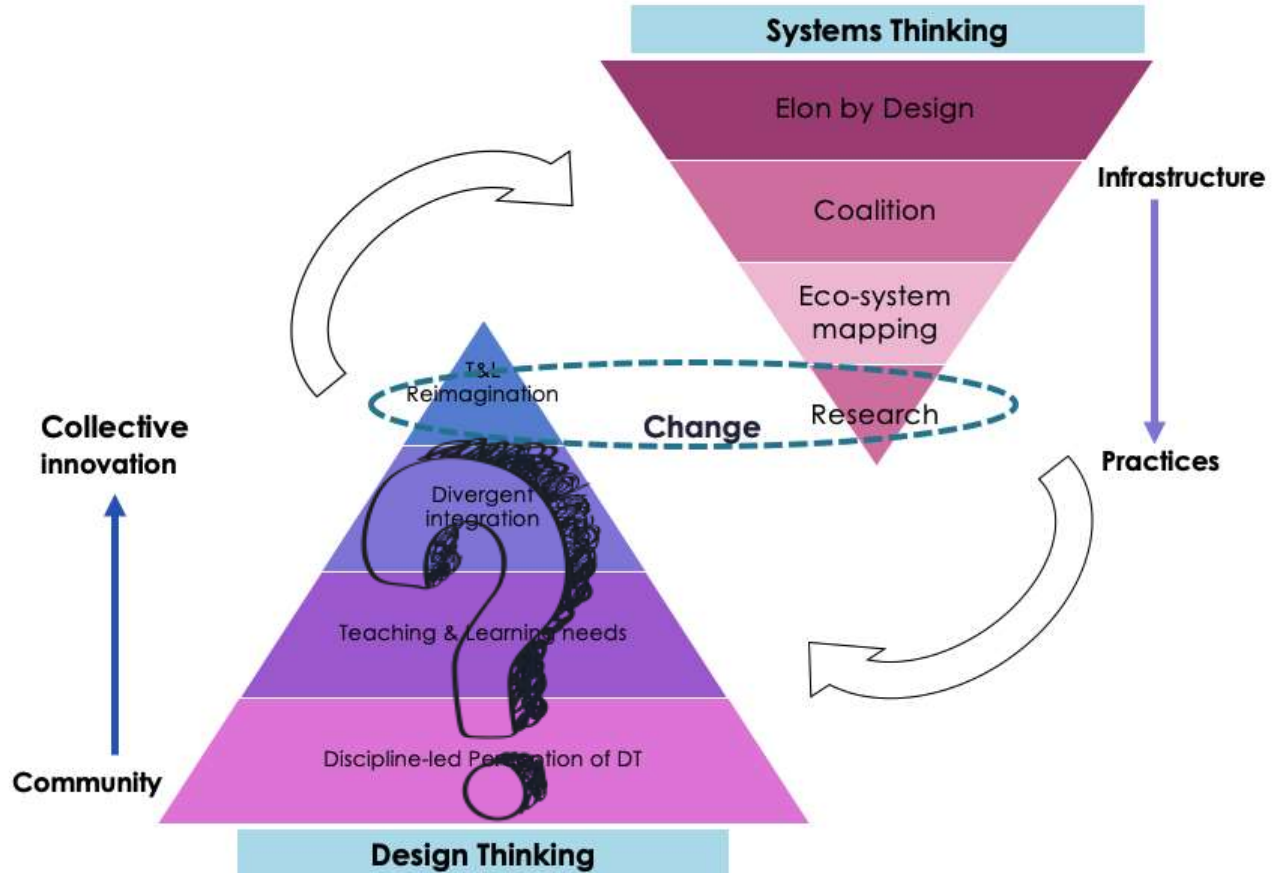 Systems Thinking
Elon by Design
Coalition
Eco-system
mapping
Research
Infrastructure
Practices
Change
T&L
Reimagination
Divergent
integration
Teaching & Learning needs
Discipline-led Perception of DT
Design Thinking
Collective
innovation
Community